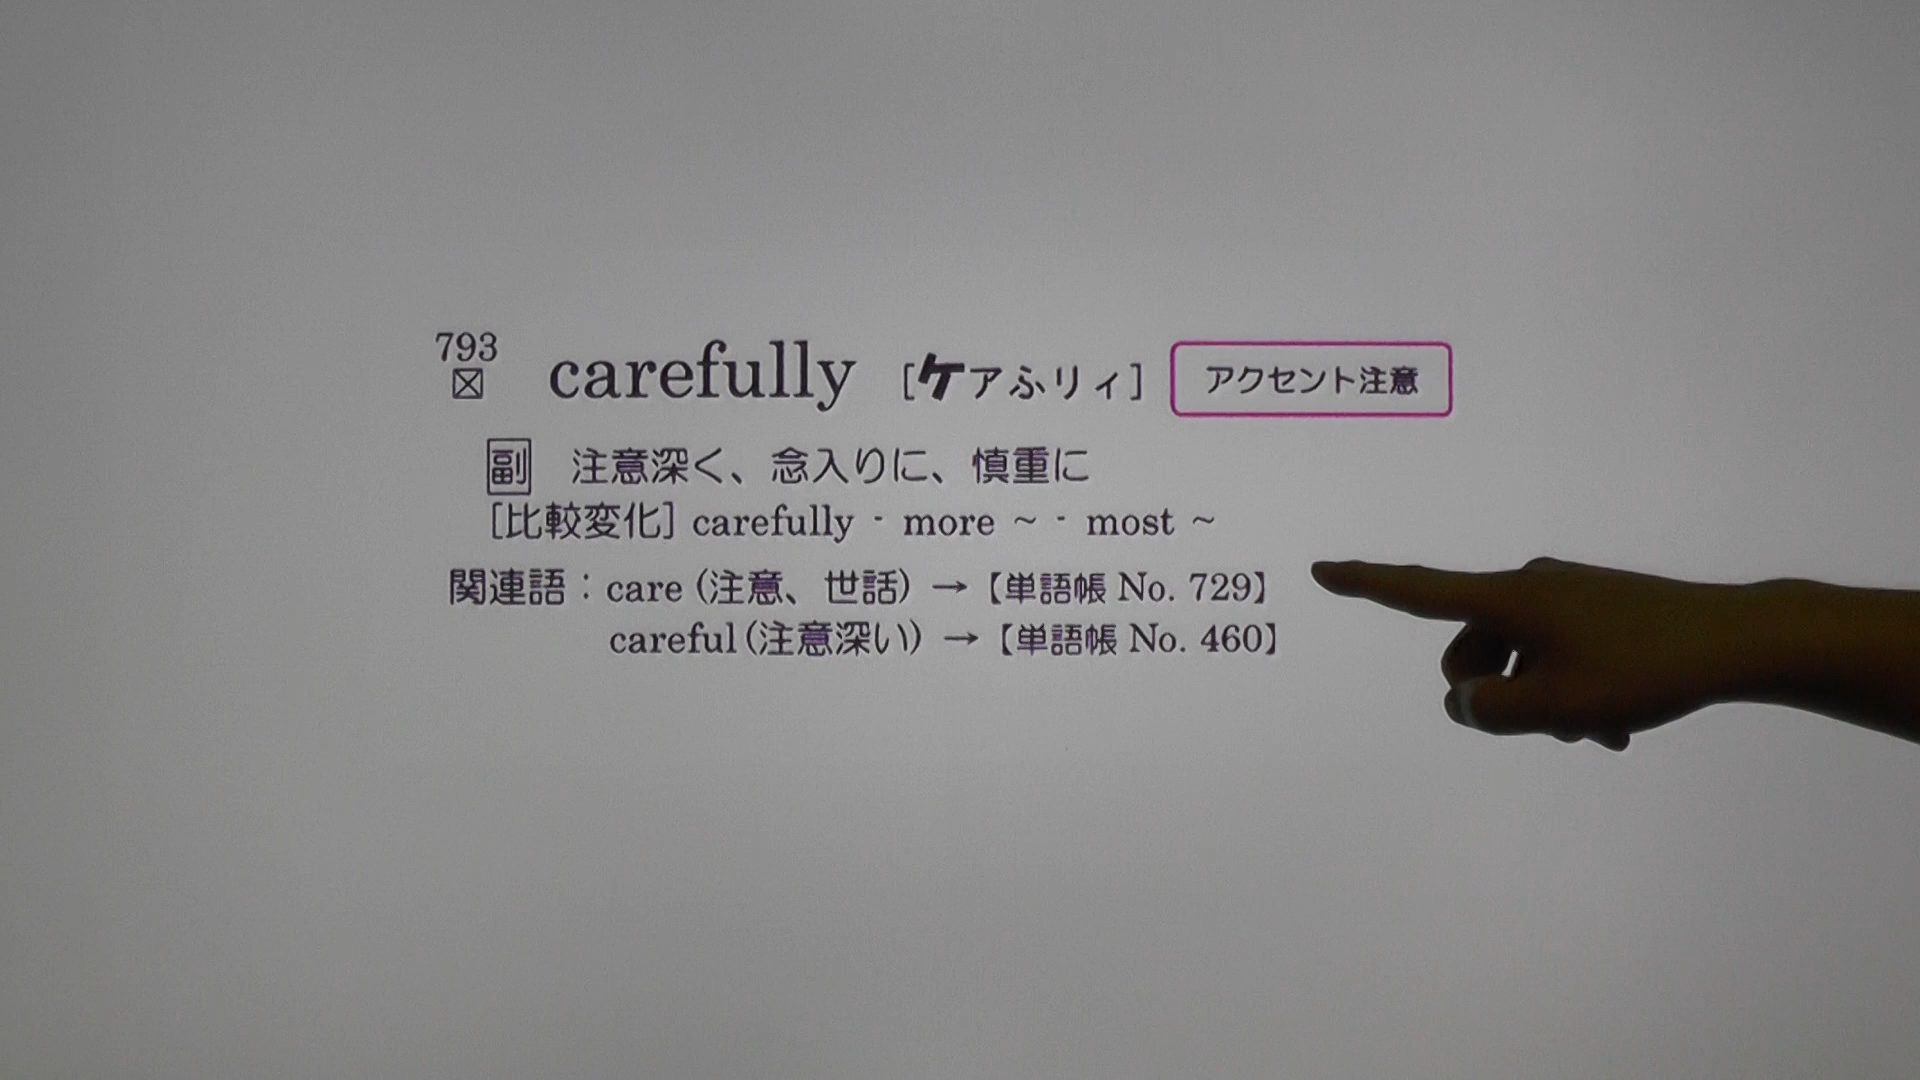 793
☒ carefully [ケアふリィ] アクセント注意
副 注意深く、念入りに、慎重に
[比較変化] carefully - more ~ - most ~
関連語：care (注意、世話) →【単語帳 No. 729】
careful (注意深い) →【単語帳 No. 460】